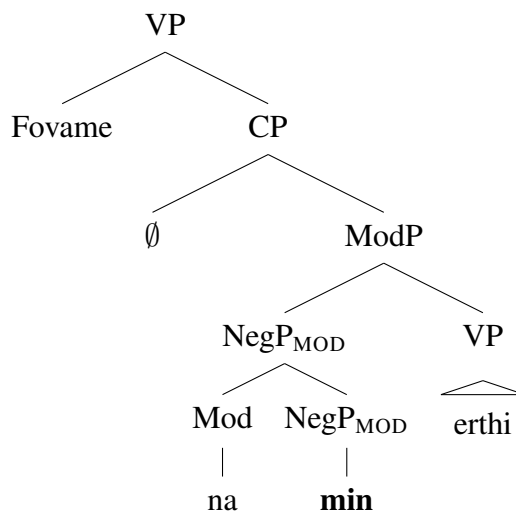 VP
Fovame CP
∅ ModP
NegP_MOD VP
Mod NegP_MOD erthi
na min